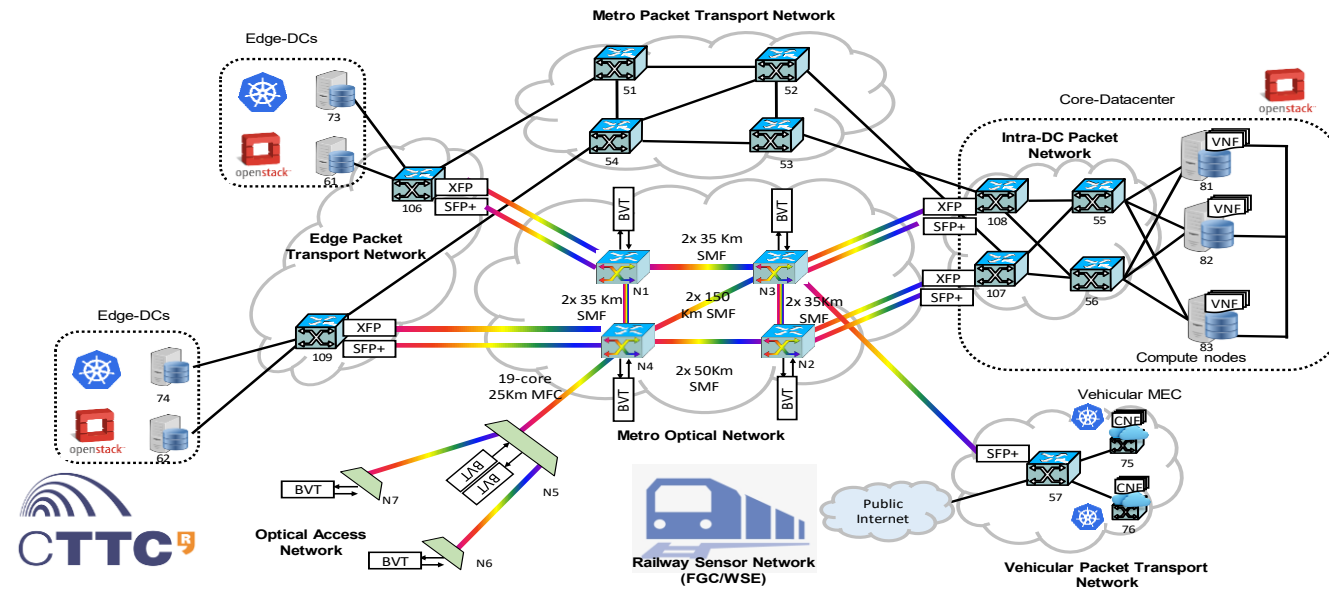 Metro Packet Transport Network
Edge-DCs
73
openstack
61
51
52
54
53
Core-Datacenter
openstack
Intra-DC Packet
Network
VNF
81
VNF
82
VNF
83
Compute nodes
106
XFP
SFP+
Edge Packet
Transport Network
BVT
BVT
2x 35 Km
SMF
N1
N3
XFP
SFP+
108
55
XFP
SFP+
107
56
2x 35 Km
SMF
2x 150
Km SMF
2x 35Km
SMF
Edge-DCs
74
openstack
62
109
XFP
SFP+
N4
N2
BVT
BVT
2x 50Km
SMF
19-core
25Km MFC
Metro Optical Network
BVT
BVT
N5
BVT
N7
BVT
N6
Optical Access
Network
CTTC R
Railway Sensor Network
(FGC/WSE)
Public
Internet
Vehicular MEC
SFP+
57
CNF
75
CNF
76
Vehicular Packet Transport
Network